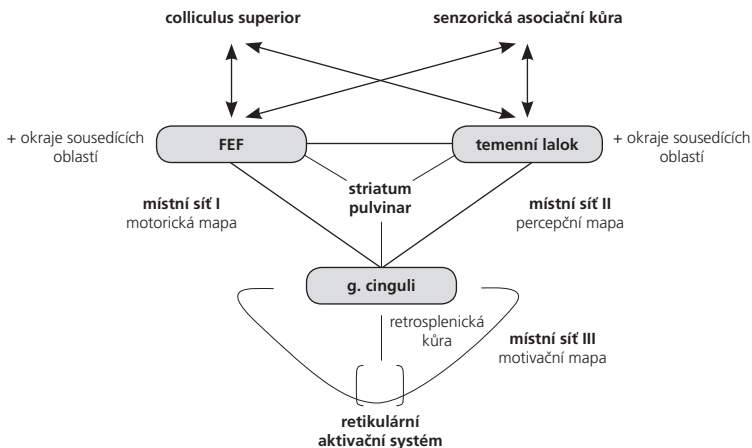 colliculus superior
senzorická asociační kůra
+ okraje sousedících
oblastí
FEF
temenní lalok
+ okraje sousedících
oblastí
striatum
pulvinar
místní síť I
motorická mapa
místní síť II
percepční mapa
g. cinguli
retrosplenická
kůra
místní síť III
motivační mapa
retikulární
aktivační systém